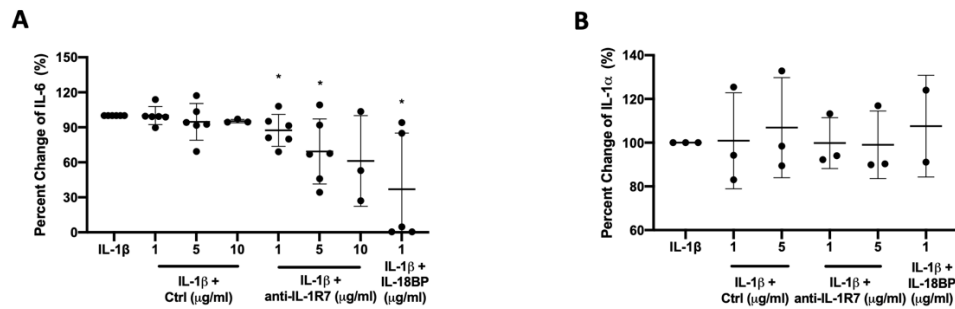 A
Percent Change of IL-6 (%)
150
120
90
60
30
0
* * *
IL-1β 1 5 10 1 5 10 1
IL-1β +
Ctrl (μg/ml)
IL-1β +
anti-IL-1R7 (μg/ml)
IL-1β +
IL-18BP
(μg/ml)
B
Percent Change of IL-1α (%)
140
120
100
80
60
IL-1β 1 5 1 5 1
IL-1β +
Ctrl (μg/ml)
IL-1β +
anti-IL-1R7 (μg/ml)
IL-1β +
IL-18BP
(μg/ml)